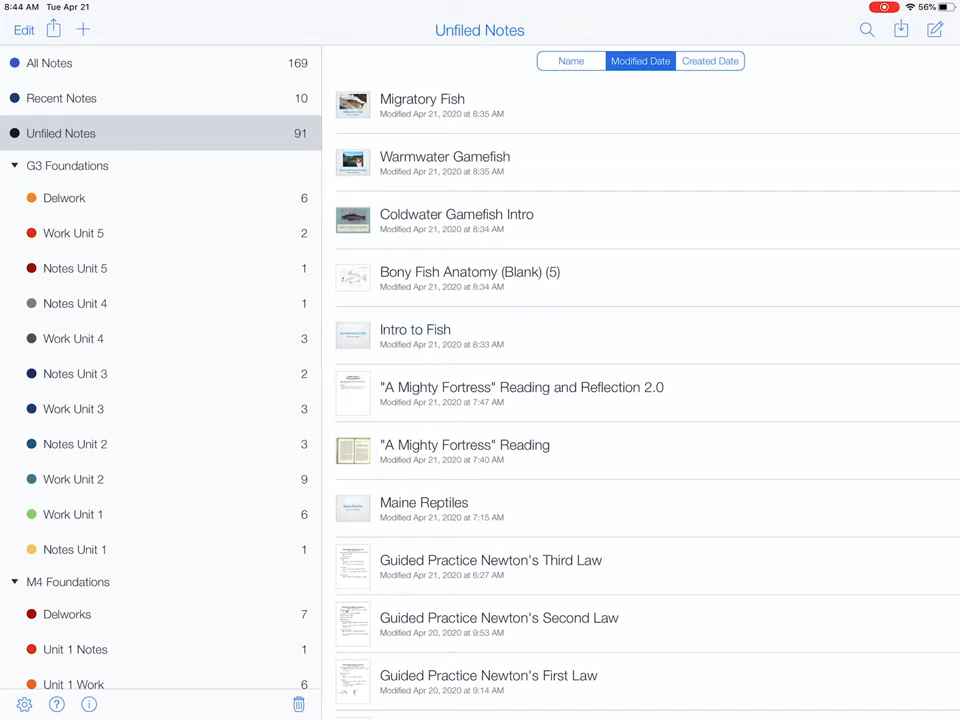 8:44 AM Tue Apr 21
56%
Edit
Unfiled Notes
All Notes 169
Recent Notes 10
Unfiled Notes 91
G3 Foundations
Delwork 6
Work Unit 5 2
Notes Unit 5 1
Notes Unit 4 1
Work Unit 4 3
Notes Unit 3 2
Work Unit 3 3
Notes Unit 2 3
Work Unit 2 9
Work Unit 1 6
Notes Unit 1 1
M4 Foundations
Delworks 7
Unit 1 Notes 1
Unit 1 Work 6
Name Modified Date Created Date
Migratory Fish
Modified Apr 21, 2020 at 8:35 AM
Warmwater Gamefish
Modified Apr 21, 2020 at 8:35 AM
Coldwater Gamefish Intro
Modified Apr 21, 2020 at 8:34 AM
Bony Fish Anatomy (Blank) (5)
Modified Apr 21, 2020 at 8:34 AM
Intro to Fish
Modified Apr 21, 2020 at 8:33 AM
"A Mighty Fortress" Reading and Reflection 2.0
Modified Apr 21, 2020 at 7:47 AM
"A Mighty Fortress" Reading
Modified Apr 21, 2020 at 7:40 AM
Maine Reptiles
Modified Apr 21, 2020 at 7:15 AM
Guided Practice Newton's Third Law
Modified Apr 21, 2020 at 6:27 AM
Guided Practice Newton's Second Law
Modified Apr 20, 2020 at 9:53 AM
Guided Practice Newton's First Law
Modified Apr 20, 2020 at 9:14 AM